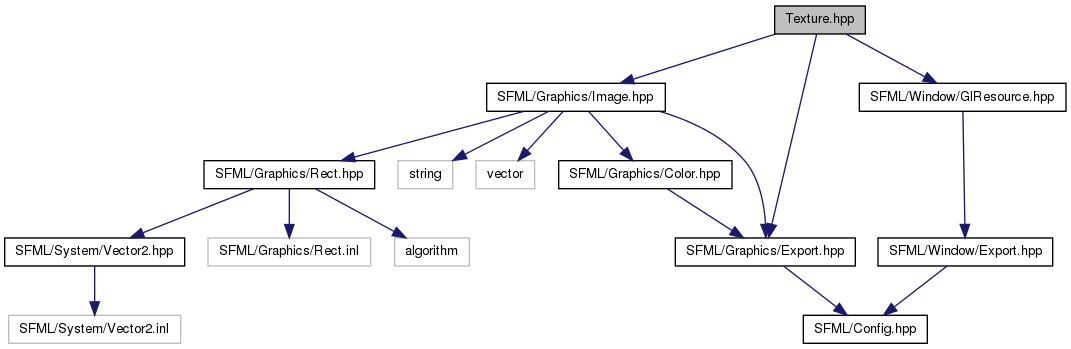 Texture.hpp
SFML/Graphics/Image.hpp
SFML/Window/GlResource.hpp
SFML/Graphics/Rect.hpp
string
vector
SFML/Graphics/Color.hpp
SFML/System/Vector2.hpp
SFML/Graphics/Rect.inl
algorithm
SFML/Graphics/Export.hpp
SFML/Window/Export.hpp
SFML/System/Vector2.inl
SFML/Config.hpp